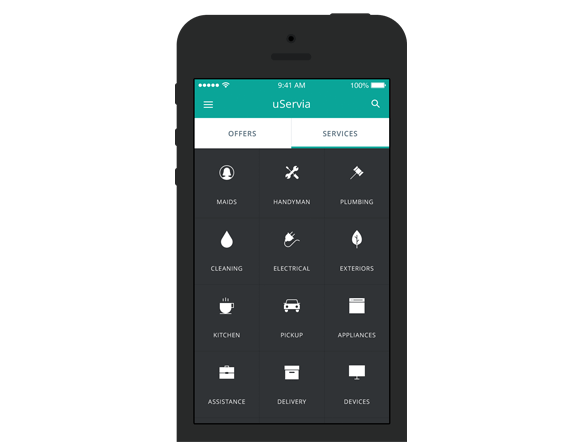 9:41 AM 100%
uServia
OFFERS SERVICES
MAIDS HANDYMAN PLUMBING
CLEANING ELECTRICAL EXTERIORS
KITCHEN PICKUP APPLIANCES
ASSISTANCE DELIVERY DEVICES